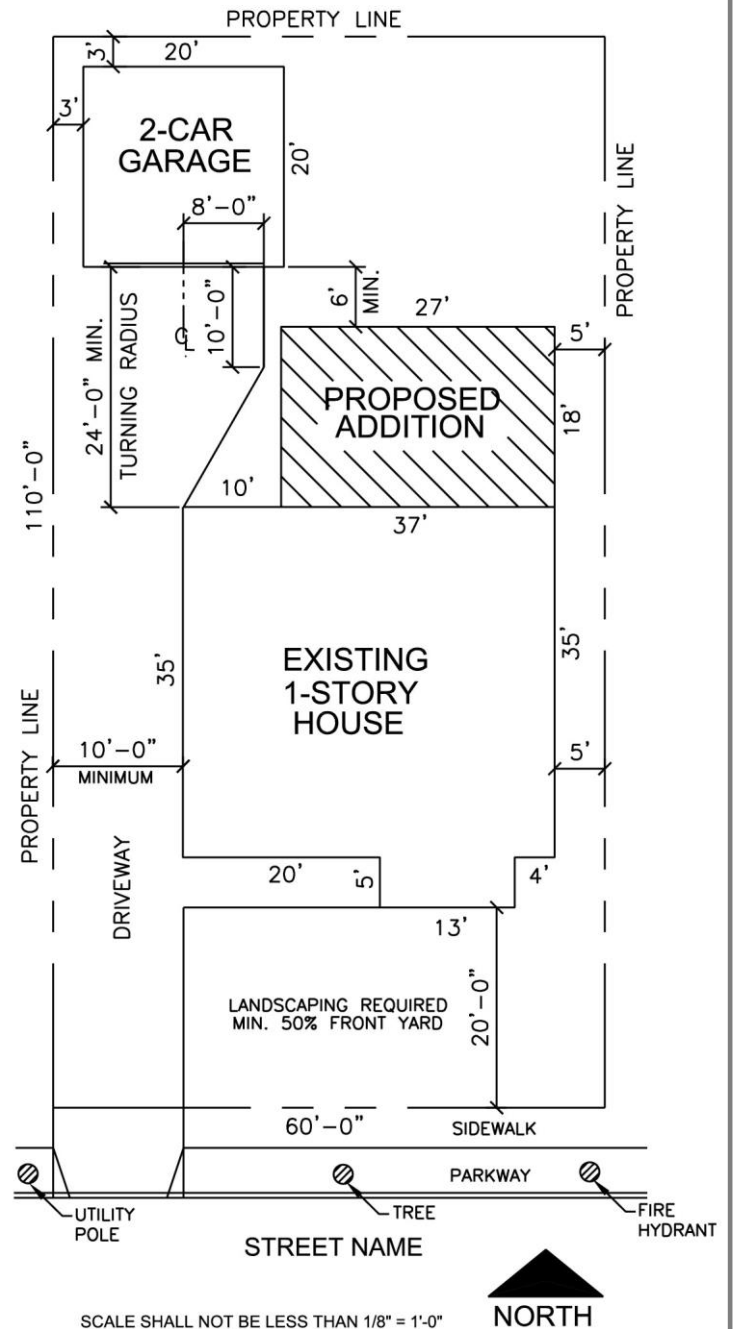 PROPERTY LINE
3'
20'
3'
2-CAR
GARAGE
20'
8'-0"
PROPERTY LINE
24'-0" MIN.
TURNING RADIUS
CL
10'-0"
6'
MIN.
27'
5'
PROPOSED
ADDITION
18'
110'-0"
10'
37'
EXISTING
1-STORY
HOUSE
35'
35'
PROPERTY LINE
10'-0"
MINIMUM
5'
DRIVEWAY
20'
5'
4'
13'
LANDSCAPING REQUIRED
MIN. 50% FRONT YARD
20'-0"
60'-0"
SIDEWALK
PARKWAY
UTILITY
POLE
TREE
FIRE
HYDRANT
STREET NAME
SCALE SHALL NOT BE LESS THAN 1/8" = 1'-0"
NORTH